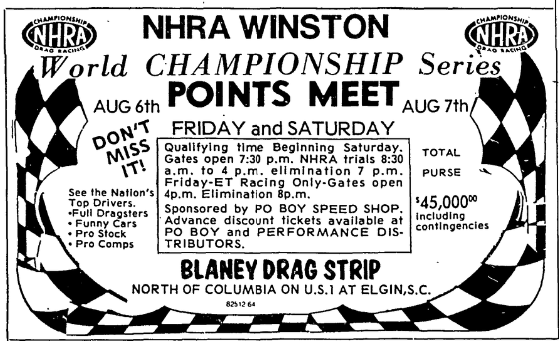 CHAMPIONSHIP
NHRA
DRAG RACING
NHRA WINSTON
CHAMPIONSHIP
NHRA
DRAG RACING
World CHAMPIONSHIP Series
AUG 6th
POINTS MEET
AUG 7th
DON'T
MISS
IT!
FRIDAY and SATURDAY
Qualifying time Beginning Saturday.
Gates open 7:30 p.m. NHRA trials 8:30
a.m. to 4 p.m. elimination 7 p.m.
Friday-ET Racing Only-Gates open
4p.m. Elimination 8p.m.
Sponsored by PO BOY SPEED SHOP.
Advance discount tickets available at
PO BOY and PERFORMANCE DIS-
TRIBUTORS.
See the Nation's
Top Drivers.
•Full Dragsters
• Funny Cars
• Pro Stock
• Pro Comps
TOTAL
PURSE
$45,000.00
including
contingencies
BLANEY DRAG STRIP
NORTH OF COLUMBIA ON U.S.1 AT ELGIN,S.C.
82512 64